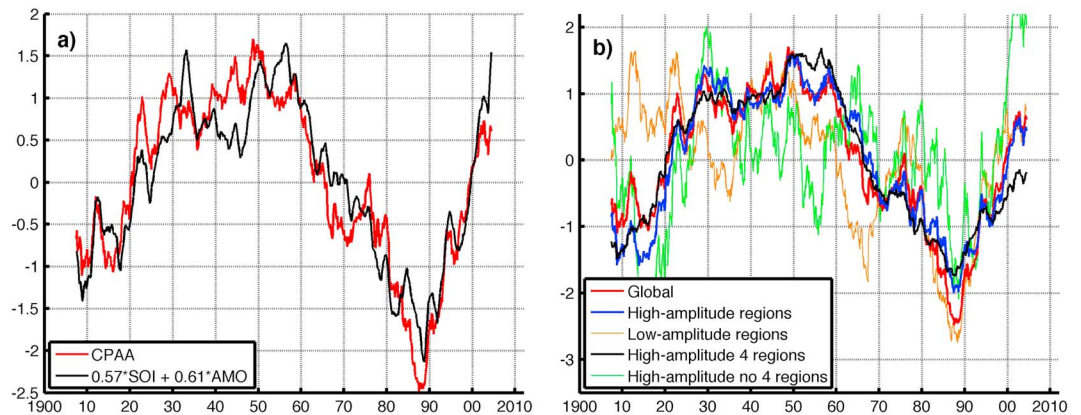 a)
1.5
1
0.5
0
-0.5
-1
-1.5
-2
-2.5
CPAA
0.57*SOI + 0.61*AMO
1900 10 20 30 40 50 60 70 80 90 00 2010
b)
2
1
0
-1
-2
-3
Global
High-amplitude regions
Low-amplitude regions
High-amplitude 4 regions
High-amplitude no 4 regions
1900 10 20 30 40 50 60 70 80 90 00 2010